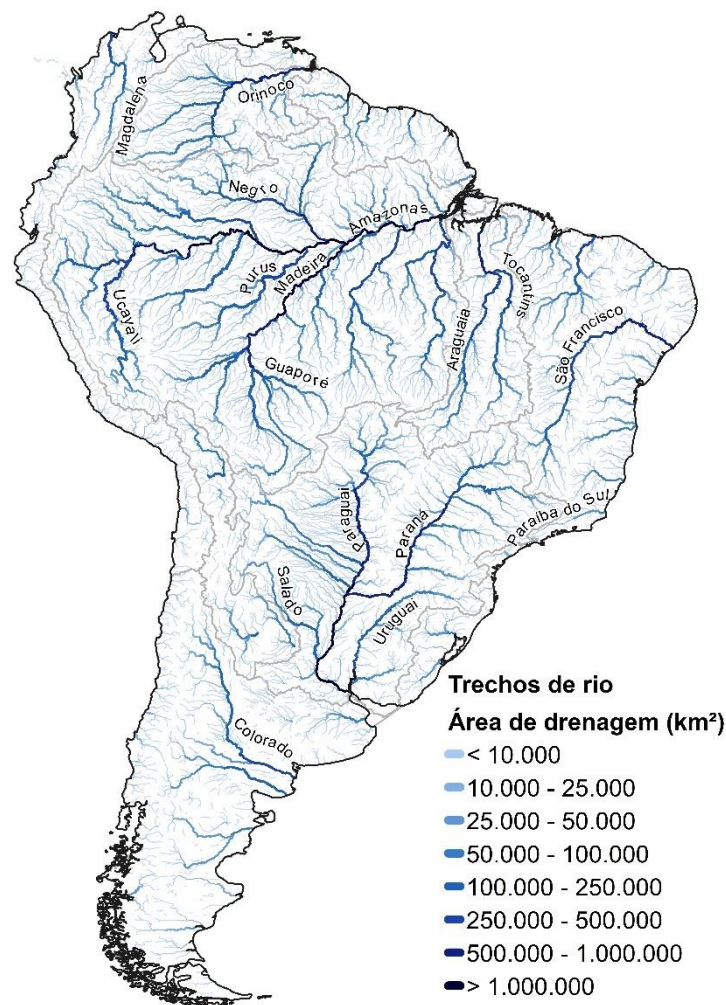 Magdalena
Orinoco
Negro
Amazonas
Purus
Madeira
Ucayali
Guaporé
Araguaia
Tocantins
São Francisco
Paraguai
Paraná
Paraíba do Sul
Salado
Uruguai
Colorado
Trechos de rio
Área de drenagem (km²)
< 10.000
10.000 - 25.000
25.000 - 50.000
50.000 - 100.000
100.000 - 250.000
250.000 - 500.000
500.000 - 1.000.000
> 1.000.000